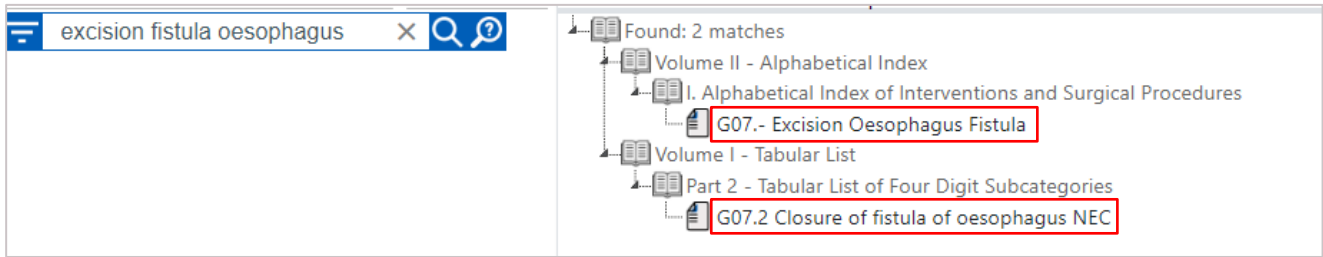 excision fistula oesophagus
Found: 2 matches
Volume II - Alphabetical Index
I. Alphabetical Index of Interventions and Surgical Procedures
G07.- Excision Oesophagus Fistula
Volume I - Tabular List
Part 2 - Tabular List of Four Digit Subcategories
G07.2 Closure of fistula of oesophagus NEC